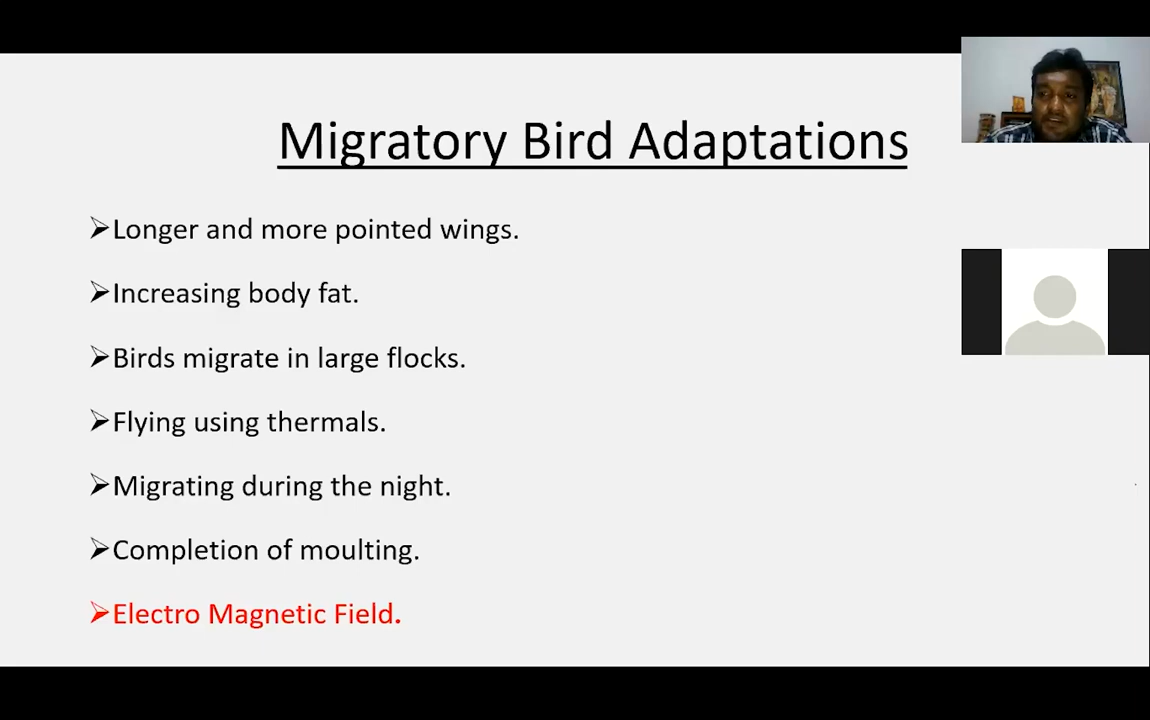 Migratory Bird Adaptations
➢Longer and more pointed wings.
➢Increasing body fat.
➢Birds migrate in large flocks.
➢Flying using thermals.
➢Migrating during the night.
➢Completion of moulting.
➢Electro Magnetic Field.